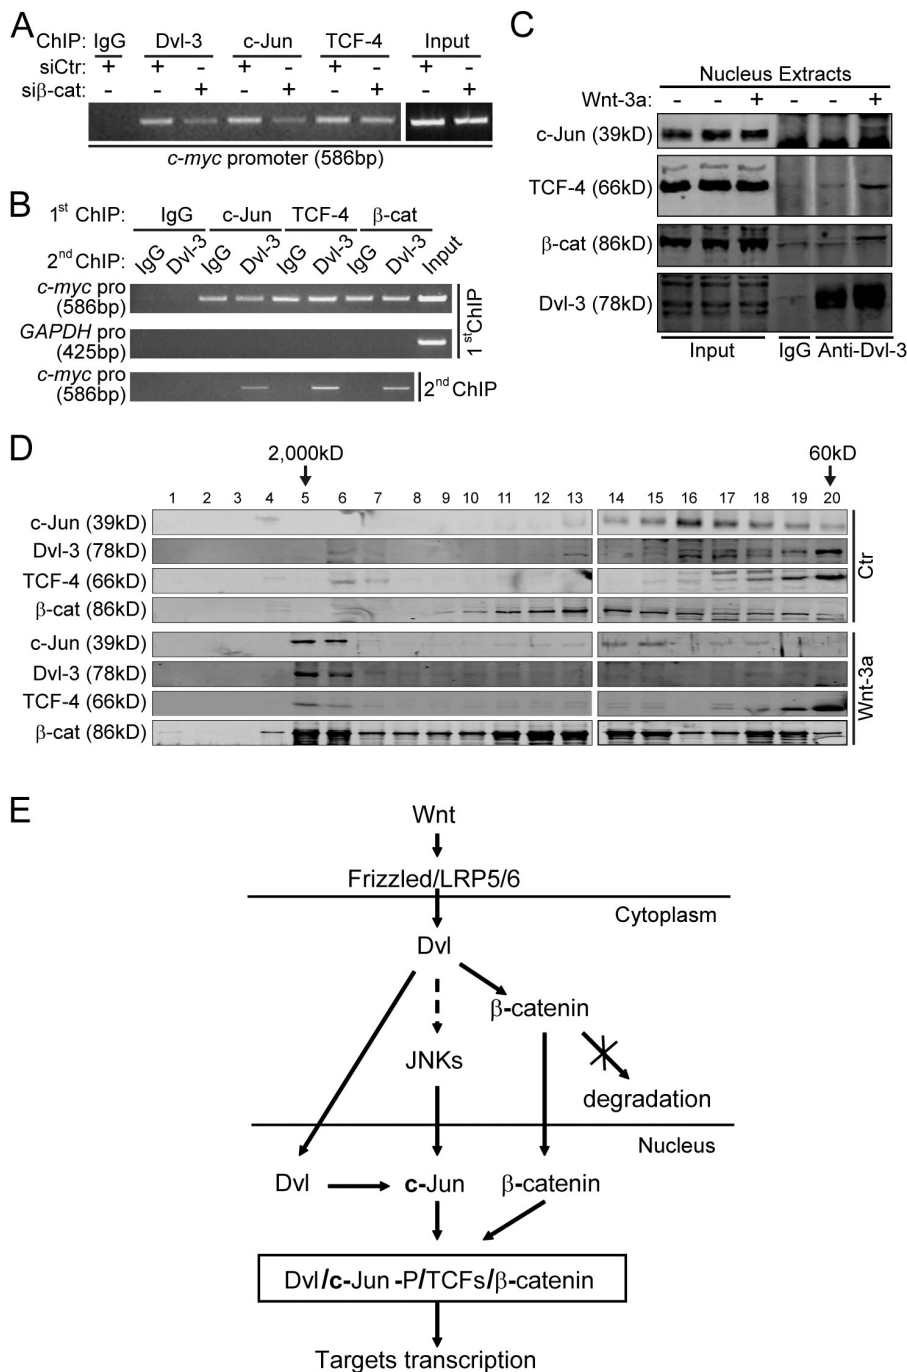 A
ChIP: IgG Dvl-3 c-Jun TCF-4 Input
siCtr: + + - + - + - + -
siβ-cat: - - + - + - + - +
c-myc promoter (586bp)
B
1st ChIP: IgG c-Jun TCF-4 β-cat
2nd ChIP: IgG Dvl-3 IgG Dvl-3 IgG Dvl-3 IgG Dvl-3 Input
c-myc pro
(586bp)
GAPDH pro
(425bp)
1st ChIP
c-myc pro
(586bp)
2nd ChIP
C
Nucleus Extracts
Wnt-3a: - - + - - +
c-Jun (39kD)
TCF-4 (66kD)
β-cat (86kD)
Dvl-3 (78kD)
Input IgG Anti-Dvl-3
D
2,000kD 60kD
1 2 3 4 5 6 7 8 9 10 11 12 13 14 15 16 17 18 19 20
c-Jun (39kD)
Dvl-3 (78kD)
TCF-4 (66kD)
β-cat (86kD)
Ctr
c-Jun (39kD)
Dvl-3 (78kD)
TCF-4 (66kD)
β-cat (86kD)
Wnt-3a
E
Wnt
Frizzled/LRP5/6
Cytoplasm
Dvl
β-catenin
JNKs
degradation
Nucleus
Dvl c-Jun β-catenin
Dvl/c-Jun -P/TCFs/β-catenin
Targets transcription